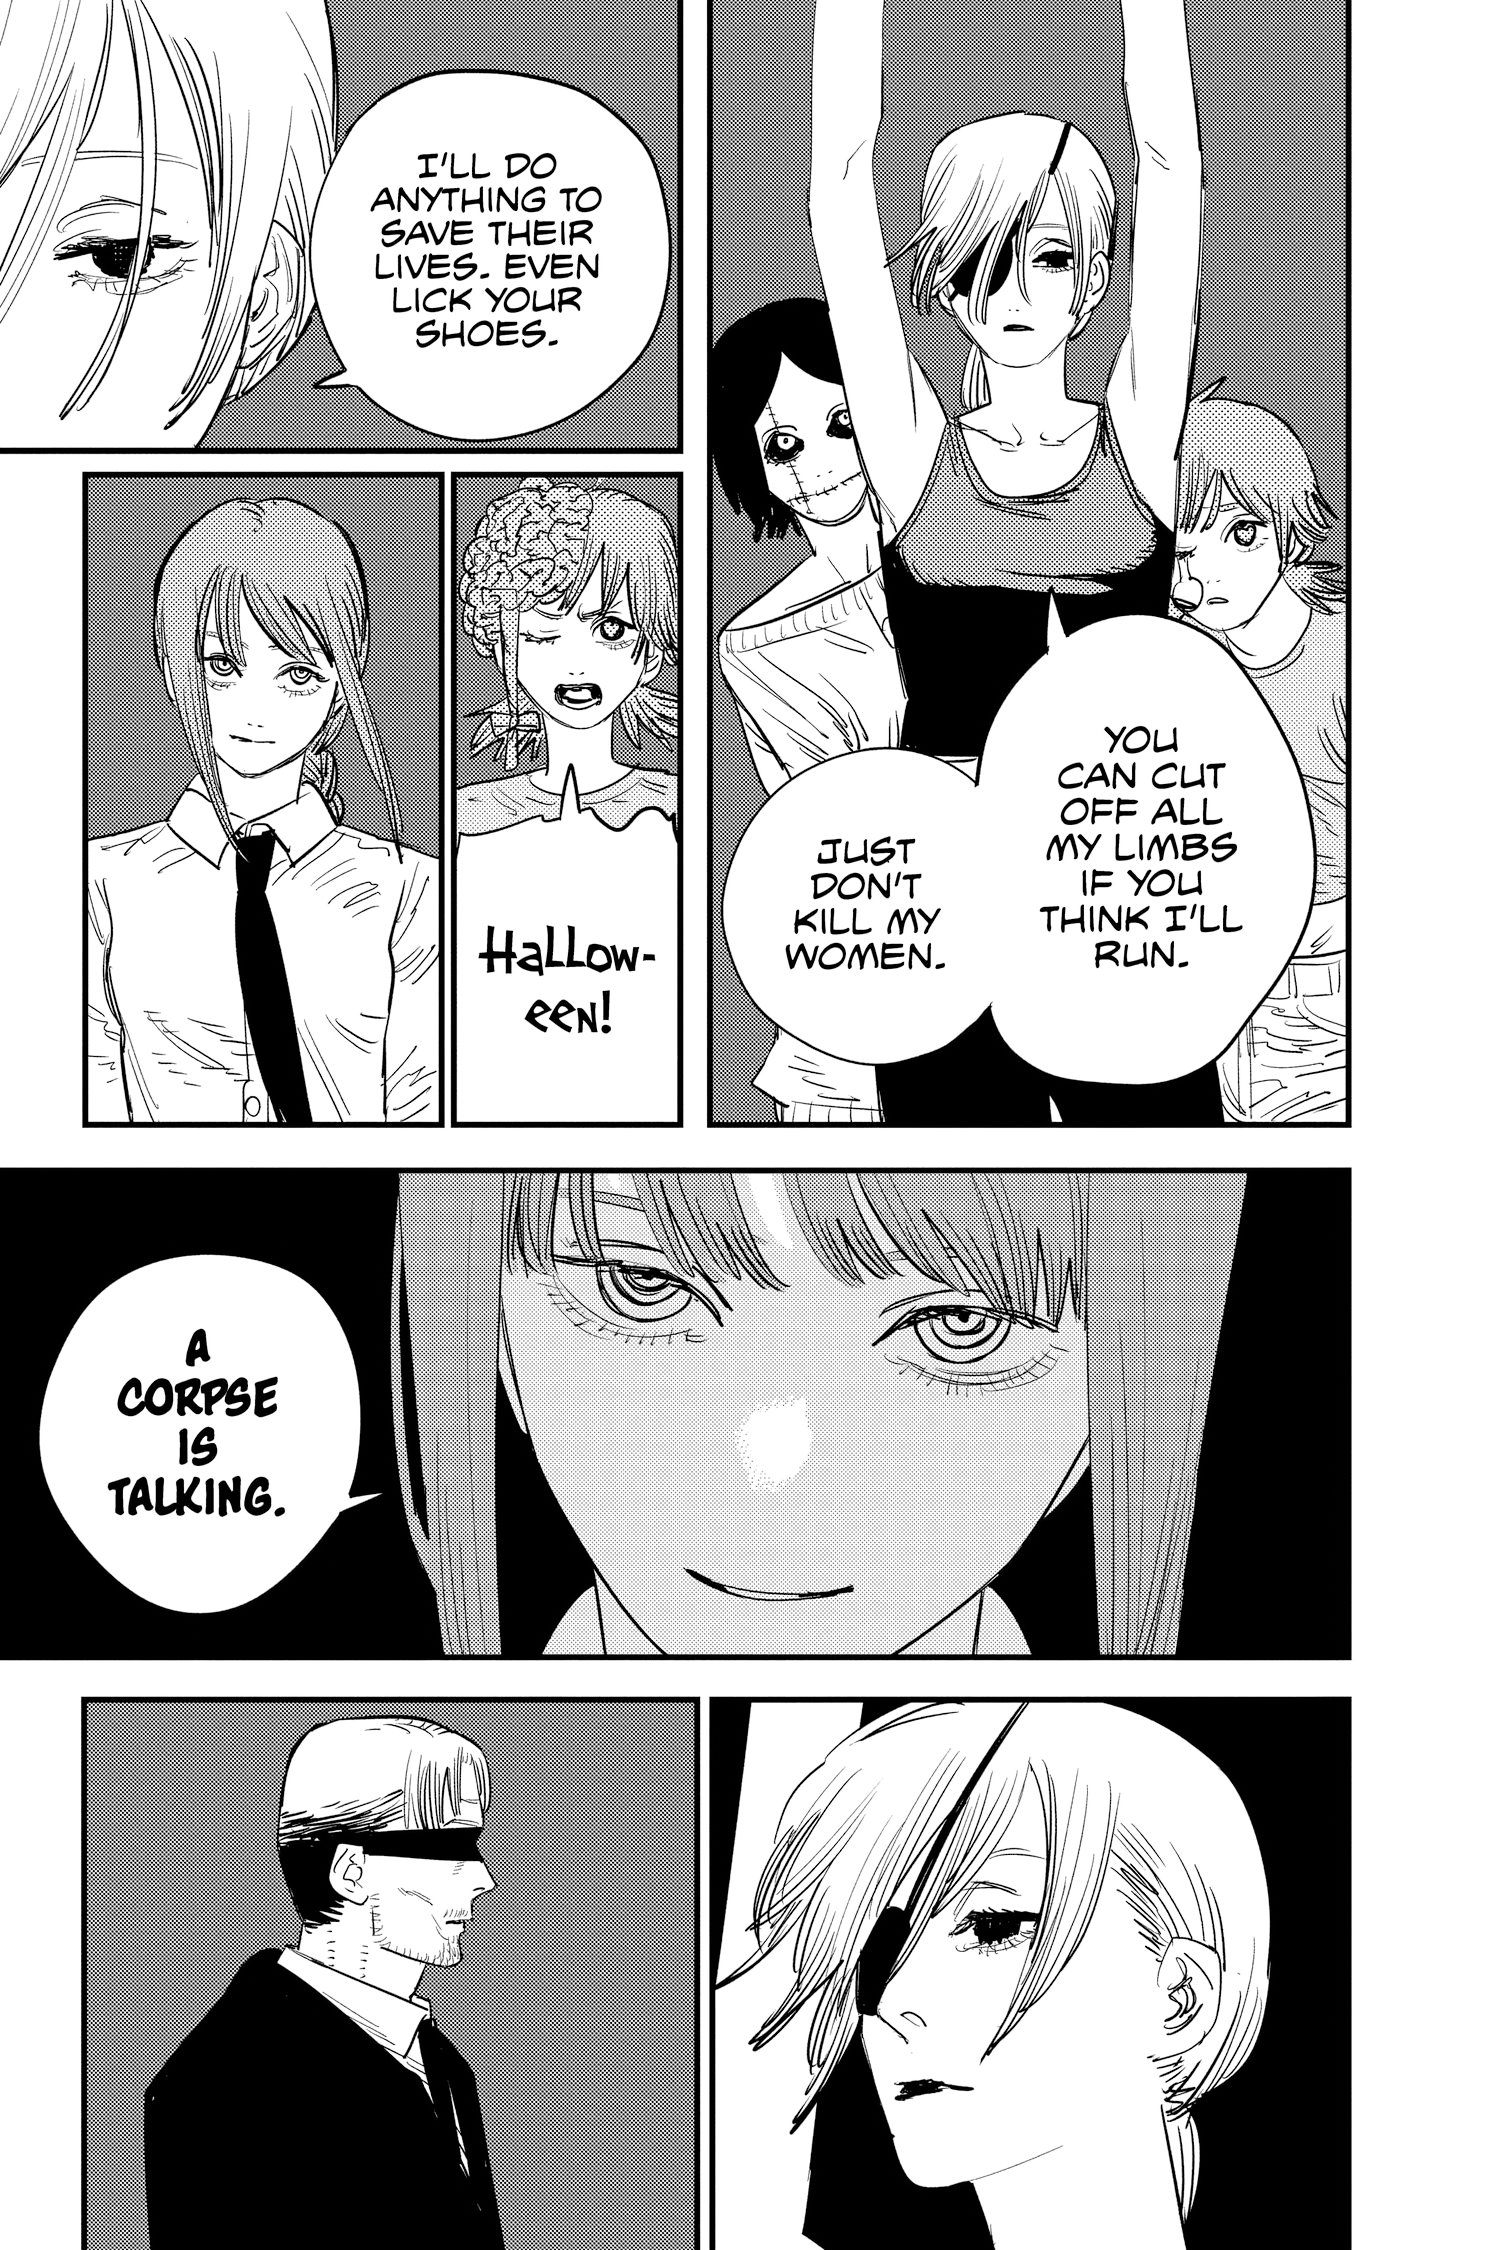 YOU
CAN CUT
OFF ALL
MY LIMBS
IF YOU
THINK I'LL
RUN.
JUST
DON'T
KILL MY
WOMEN.
I'LL DO
ANYTHING TO
SAVE THEIR
LIVES. EVEN
LICK YOUR
SHOES.
Hallow-
een!
A
CORPSE
IS
TALKING.